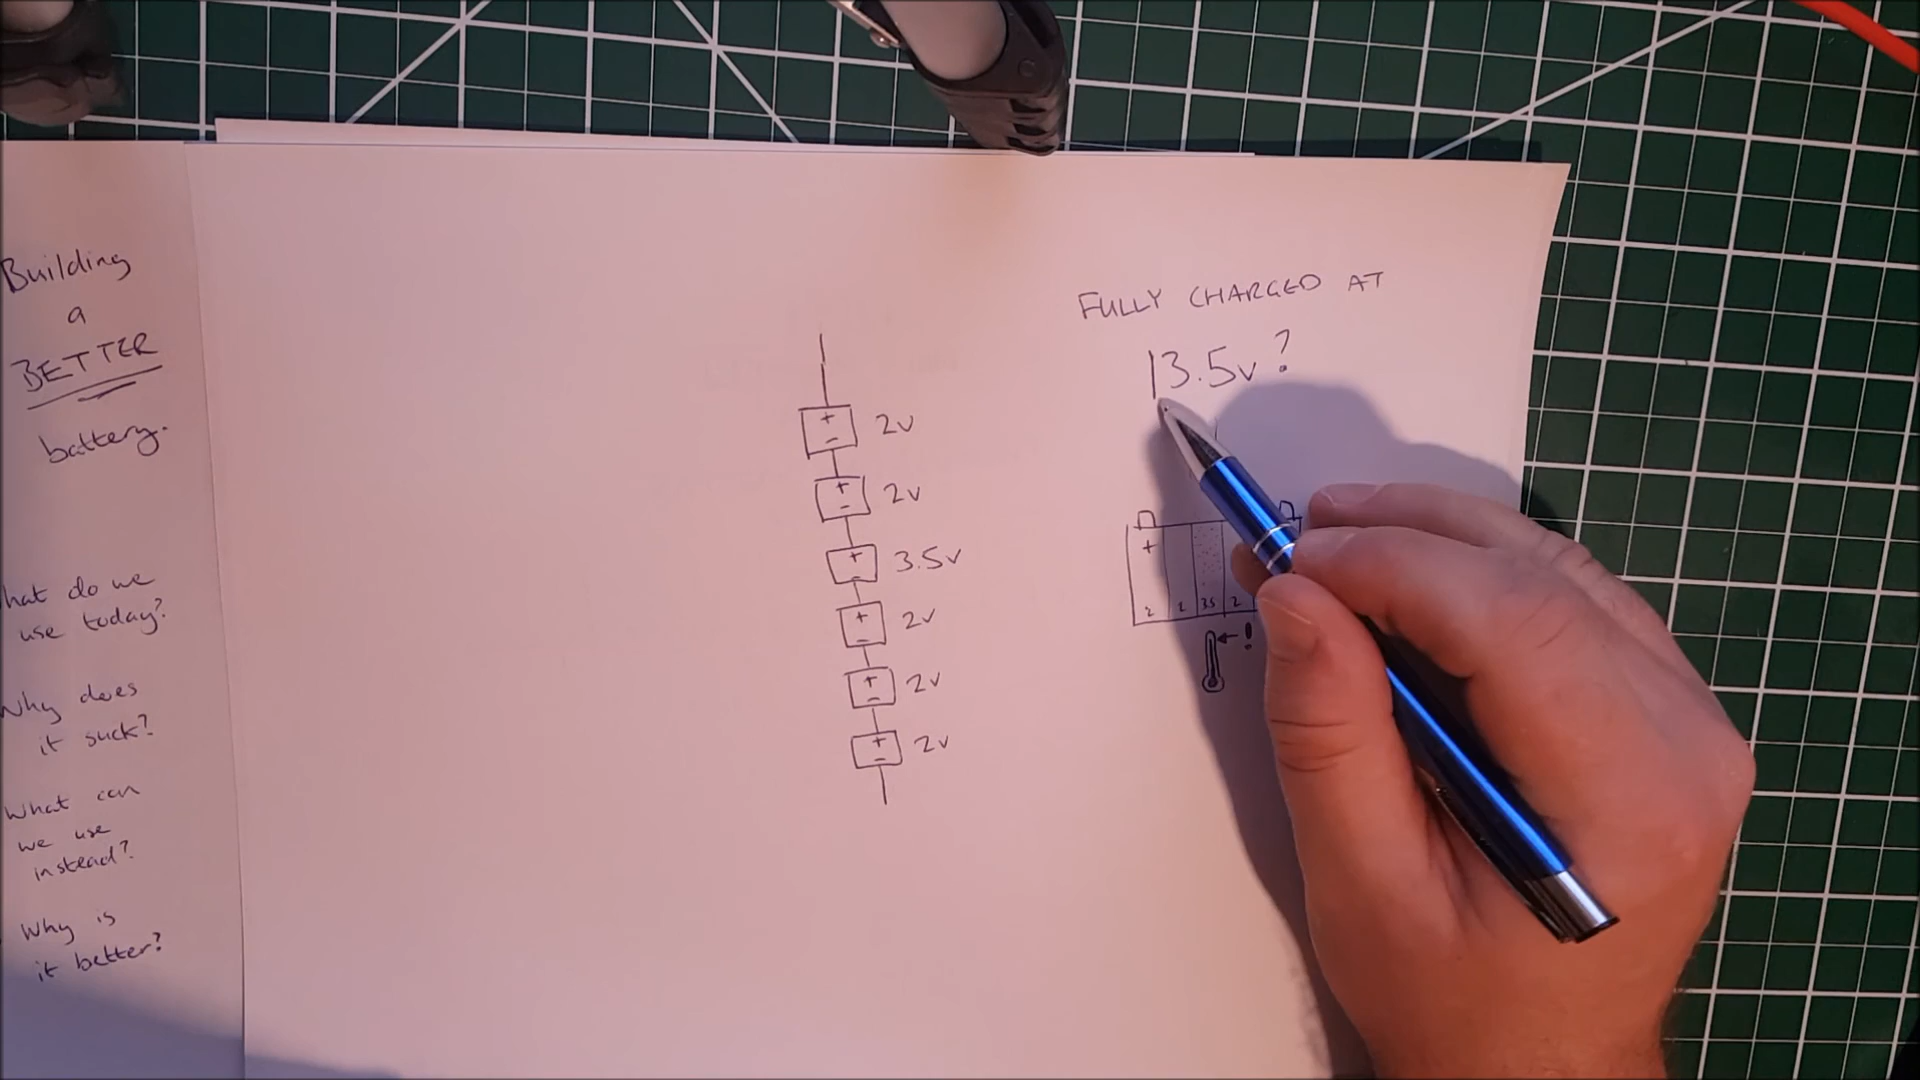 Building
a
BETTER
battery.
hat do we
use today?
Why does
it suck?
What can
we use
instead?
Why is
it better?
+
-
2v
+
-
2v
+
-
3.5v
+
-
2v
+
-
2v
+
-
2v
FULLY CHARGED AT
13.5v?
+
2 2 3.5 2
!